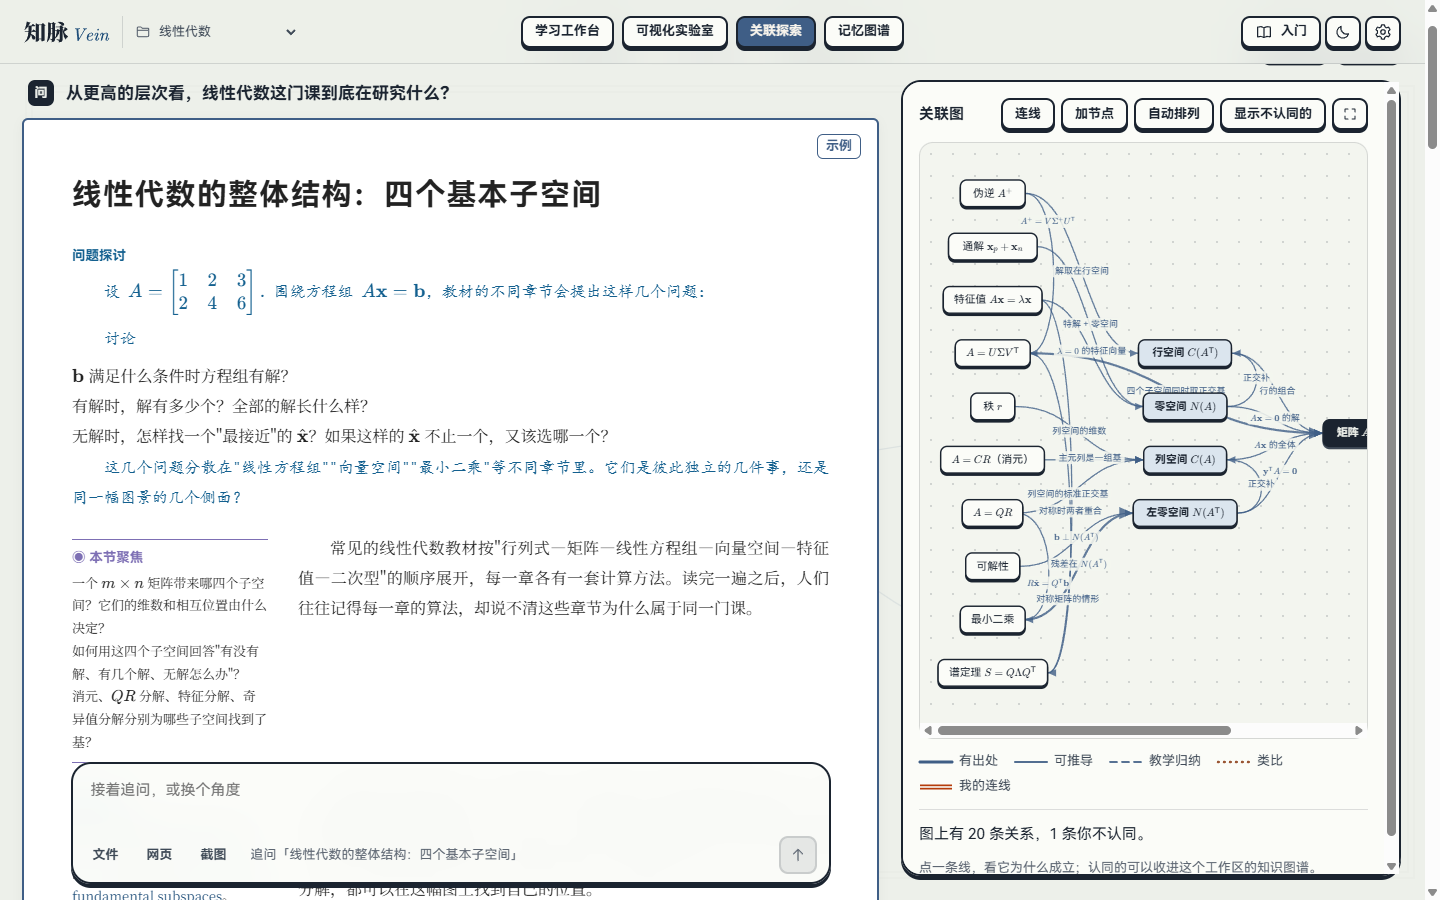 知脉 Vein
线性代数
学习工作台
可视化实验室
关联探索
记忆图谱
入门
问 从更高的层次看，线性代数这门课到底在研究什么？
示例
线性代数的整体结构：四个基本子空间
问题探讨
设 A = [1 2 3; 2 4 6]．围绕方程组 Ax = b，教材的不同章节会提出这样几个问题：
讨论
b 满足什么条件时方程组有解？
有解时，解有多少个？全部的解长什么样？
无解时，怎样找一个"最接近"的 x̂？如果这样的 x̂ 不止一个，又该选哪一个？
这几个问题分散在"线性方程组""向量空间""最小二乘"等不同章节里。它们是彼此独立的几件事，还是
同一幅图景的几个侧面？
◉ 本节聚焦
一个 m × n 矩阵带来哪四个子空
间？它们的维数和相互位置由什么
决定？
如何用这四个子空间回答"有没有
解、有几个解、无解怎么办"？
消元、QR 分解、特征分解、奇
异值分解分别为哪些子空间找到了
基？
常见的线性代数教材按"行列式—矩阵—线性方程组—向量空间—特征
值—二次型"的顺序展开，每一章各有一套计算方法。读完一遍之后，人们
往往记得每一章的算法，却说不清这些章节为什么属于同一门课。
接着追问，或换个角度
文件
网页
截图
追问「线性代数的整体结构：四个基本子空间」
fundamental subspaces.
分解，都可以在这幅图上找到自己的位置。
关联图
连线
加节点
自动排列
显示不认同的
伪逆 A⁺
A⁺ = VΣ⁺Uᵀ
通解 xₚ + xₙ
解取在行空间
特征值 Ax = λx
特解 + 零空间
A = UΣVᵀ
λ = 0 的特征向量
行空间 C(Aᵀ)
正交补
四个子空间同时取正交基
行的组合
秩 r
零空间 N(A)
Ax = 0 的解
列空间的维数
矩阵 A
Ax 的全体
A = CR（消元）
主元列是一组基
列空间 C(A)
yᵀA = 0
正交补
列空间的标准正交基
A = QR
对称时两者重合
左零空间 N(Aᵀ)
b ⊥ N(Aᵀ)
可解性
残差在 N(Aᵀ)
Rx̂ = Qᵀb
对称矩阵的情形
最小二乘
谱定理 S = QΛQᵀ
有出处
可推导
教学归纳
类比
我的连线
图上有 20 条关系，1 条你不认同。
点一条线，看它为什么成立；认同的可以收进这个工作区的知识图谱。